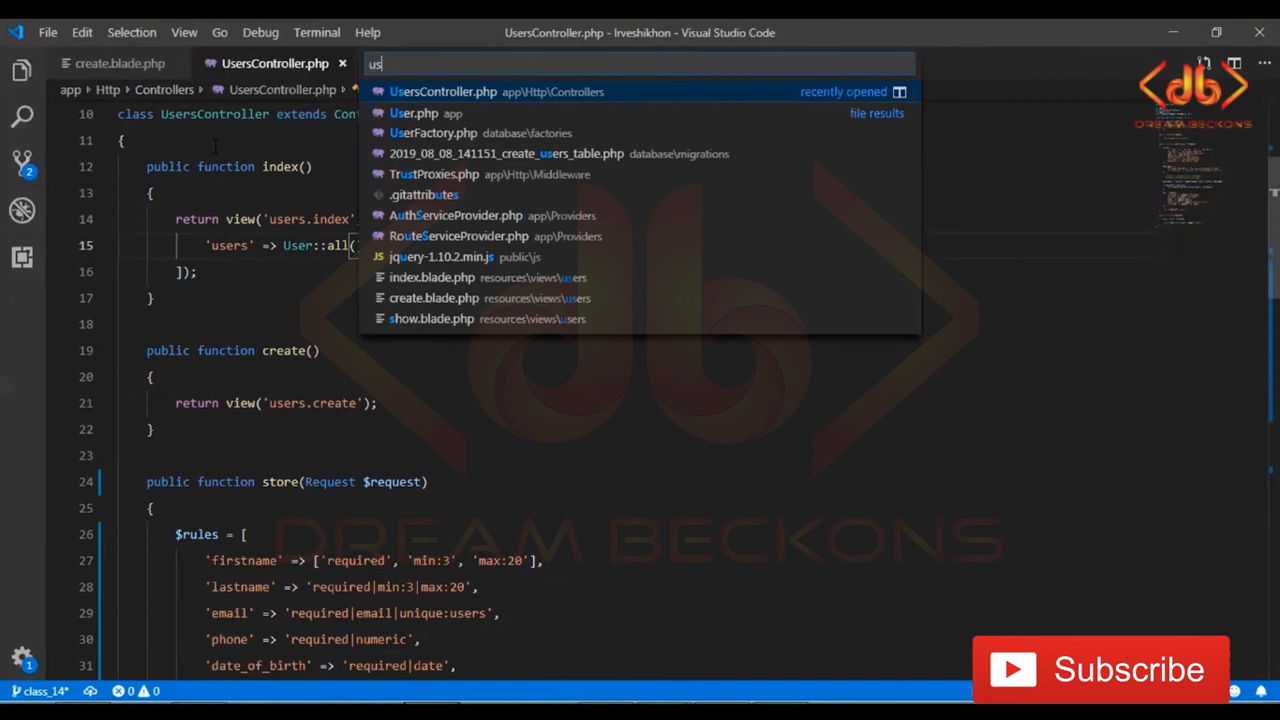 File Edit Selection View Go Debug Terminal Help UsersController.php - lrveshikhon - Visual Studio Code
create.blade.php UsersController.php
us
app > Http > Controllers > UsersController.php >
UsersController.php app\Http\Controllers recently opened
User.php app file results
UserFactory.php database\factories
2019_08_08_141151_create_users_table.php database\migrations
TrustProxies.php app\Http\Middleware
.gitattributes
AuthServiceProvider.php app\Providers
RouteServiceProvider.php app\Providers
JS jquery-1.10.2.min.js public\js
index.blade.php resources\views\users
create.blade.php resources\views\users
show.blade.php resources\views\users
10 class UsersController extends Con
11 {
12 public function index()
13 {
14 return view('users.index'
15 'users' => User::all(
16 ]);
17 }
18
19 public function create()
20 {
21 return view('users.create');
22 }
23
24 public function store(Request $request)
25 {
26 $rules = [
27 'firstname' => ['required', 'min:3', 'max:20'],
28 'lastname' => 'required|min:3|max:20',
29 'email' => 'required|email|unique:users',
30 'phone' => 'required|numeric',
31 'date_of_birth' => 'required|date',
2
1
db
DREAM BECKONS
db
DREAM BECKONS
Subscribe
class_14* 0 0